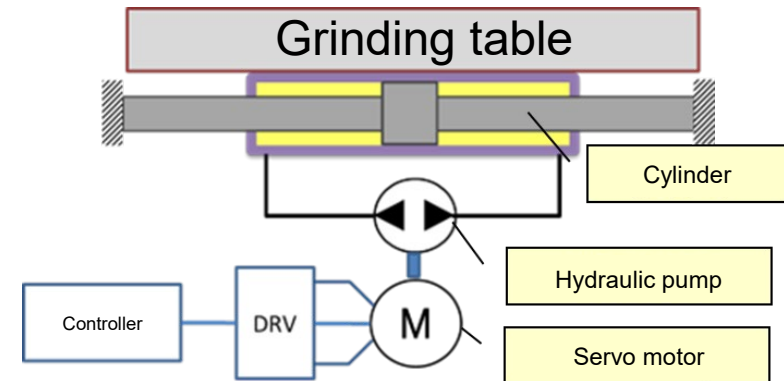 Grinding table
Cylinder
Hydraulic pump
Controller
DRV
M
Servo motor